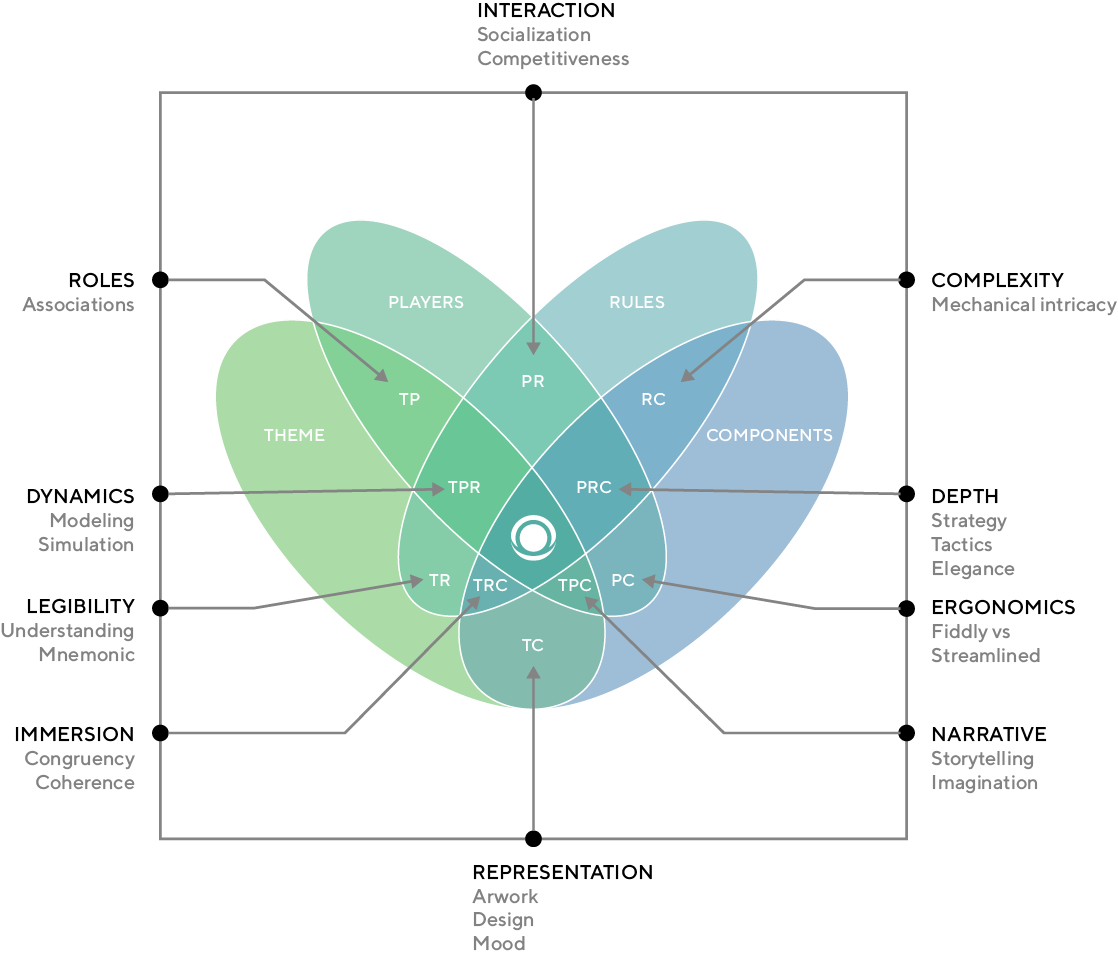 INTERACTION
Socialization
Competitiveness
ROLES
Associations
COMPLEXITY
Mechanical intricacy
PLAYERS
RULES
PR
TP
RC
THEME
COMPONENTS
DYNAMICS
Modeling
Simulation
TPR
PRC
DEPTH
Strategy
Tactics
Elegance
LEGIBILITY
Understanding
Mnemonic
TR
TRC
TPC
PC
ERGONOMICS
Fiddly vs
Streamlined
TC
IMMERSION
Congruency
Coherence
NARRATIVE
Storytelling
Imagination
REPRESENTATION
Arwork
Design
Mood